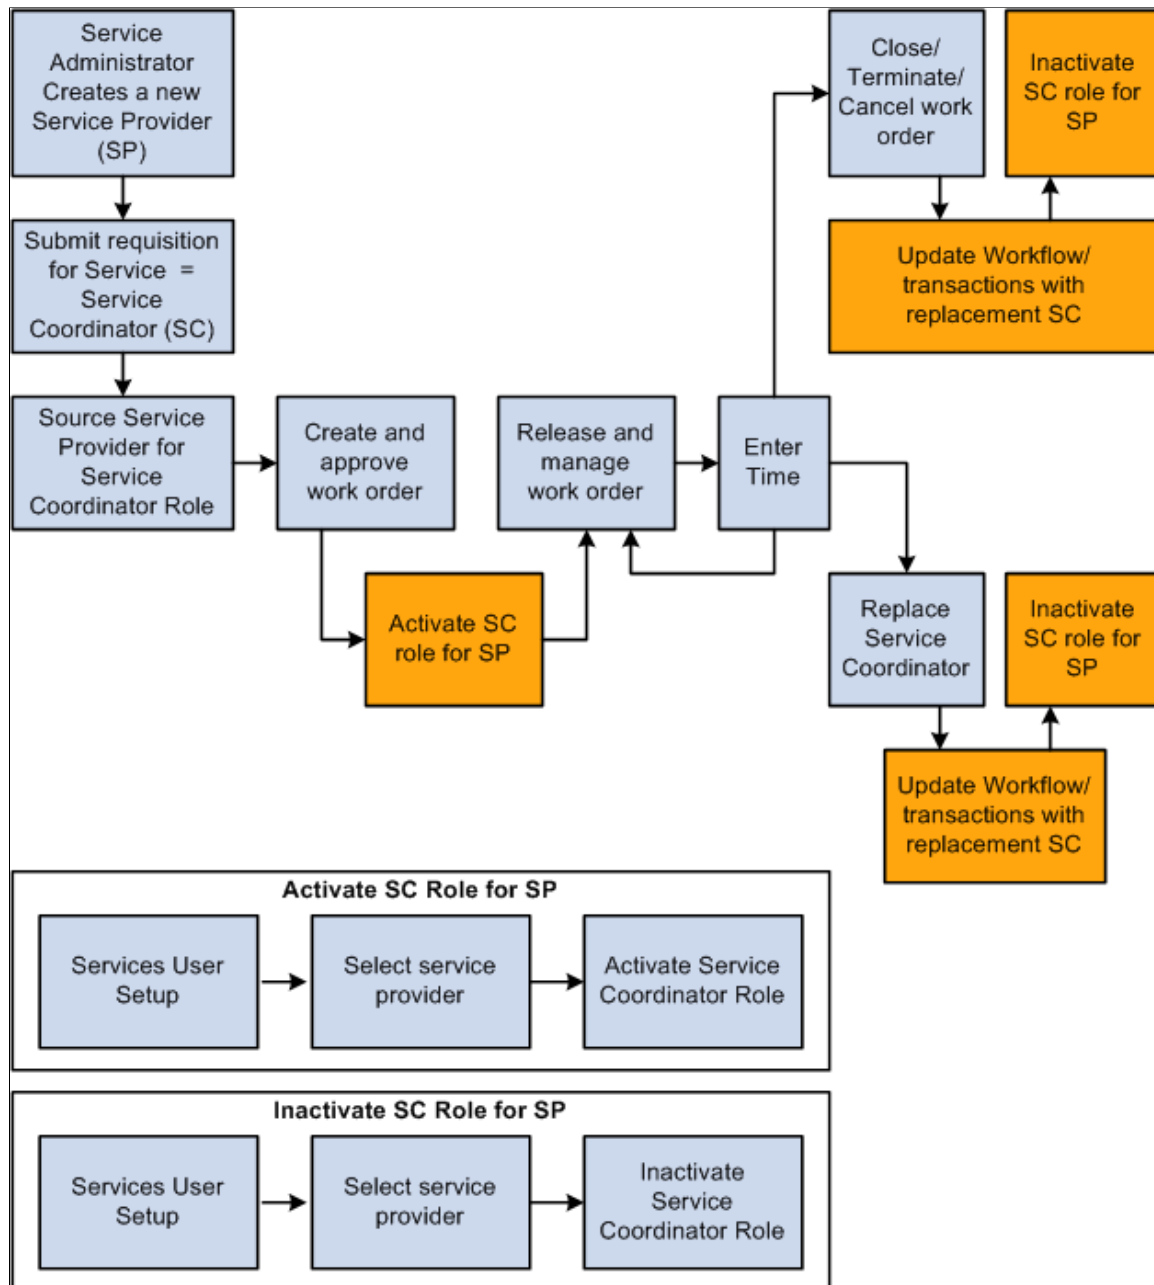 Service
Administrator
Creates a new
Service Provider
(SP)
Submit requisition
for Service =
Service
Coordinator (SC)
Source Service
Provider for
Service
Coordinator Role
Create and
approve
work order
Activate SC
role for SP
Release and
manage
work order
Enter
Time
Close/
Terminate/
Cancel work
order
Update Workflow/
transactions with
replacement SC
Inactivate
SC role for
SP
Replace
Service
Coordinator
Update Workflow/
transactions with
replacement SC
Inactivate
SC role for
SP
Activate SC Role for SP
Services User
Setup
Select service
provider
Activate Service
Coordinator Role
Inactivate SC Role for SP
Services User
Setup
Select service
provider
Inactivate
Service
Coordinator Role